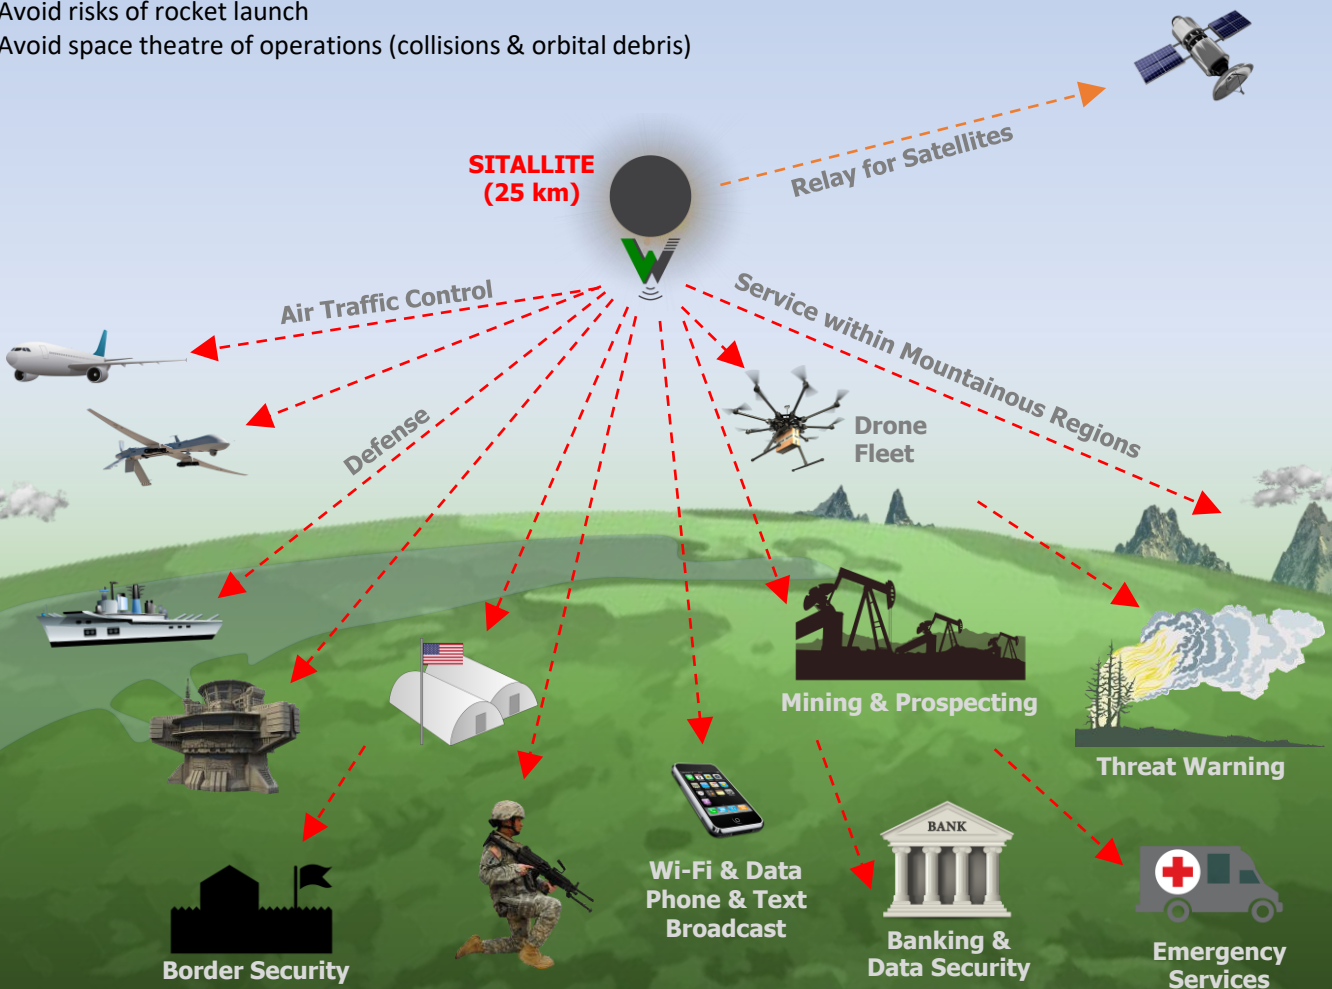 Avoid risks of rocket launch
Avoid space theatre of operations (collisions & orbital debris)
SITALLITE
(25 km)
Relay for Satellites
Air Traffic Control
Service within Mountainous Regions
Defense
Drone
Fleet
Mining & Prospecting
Threat Warning
BANK
Wi-Fi & Data
Phone & Text
Broadcast
Banking &
Data Security
Emergency
Services
Border Security